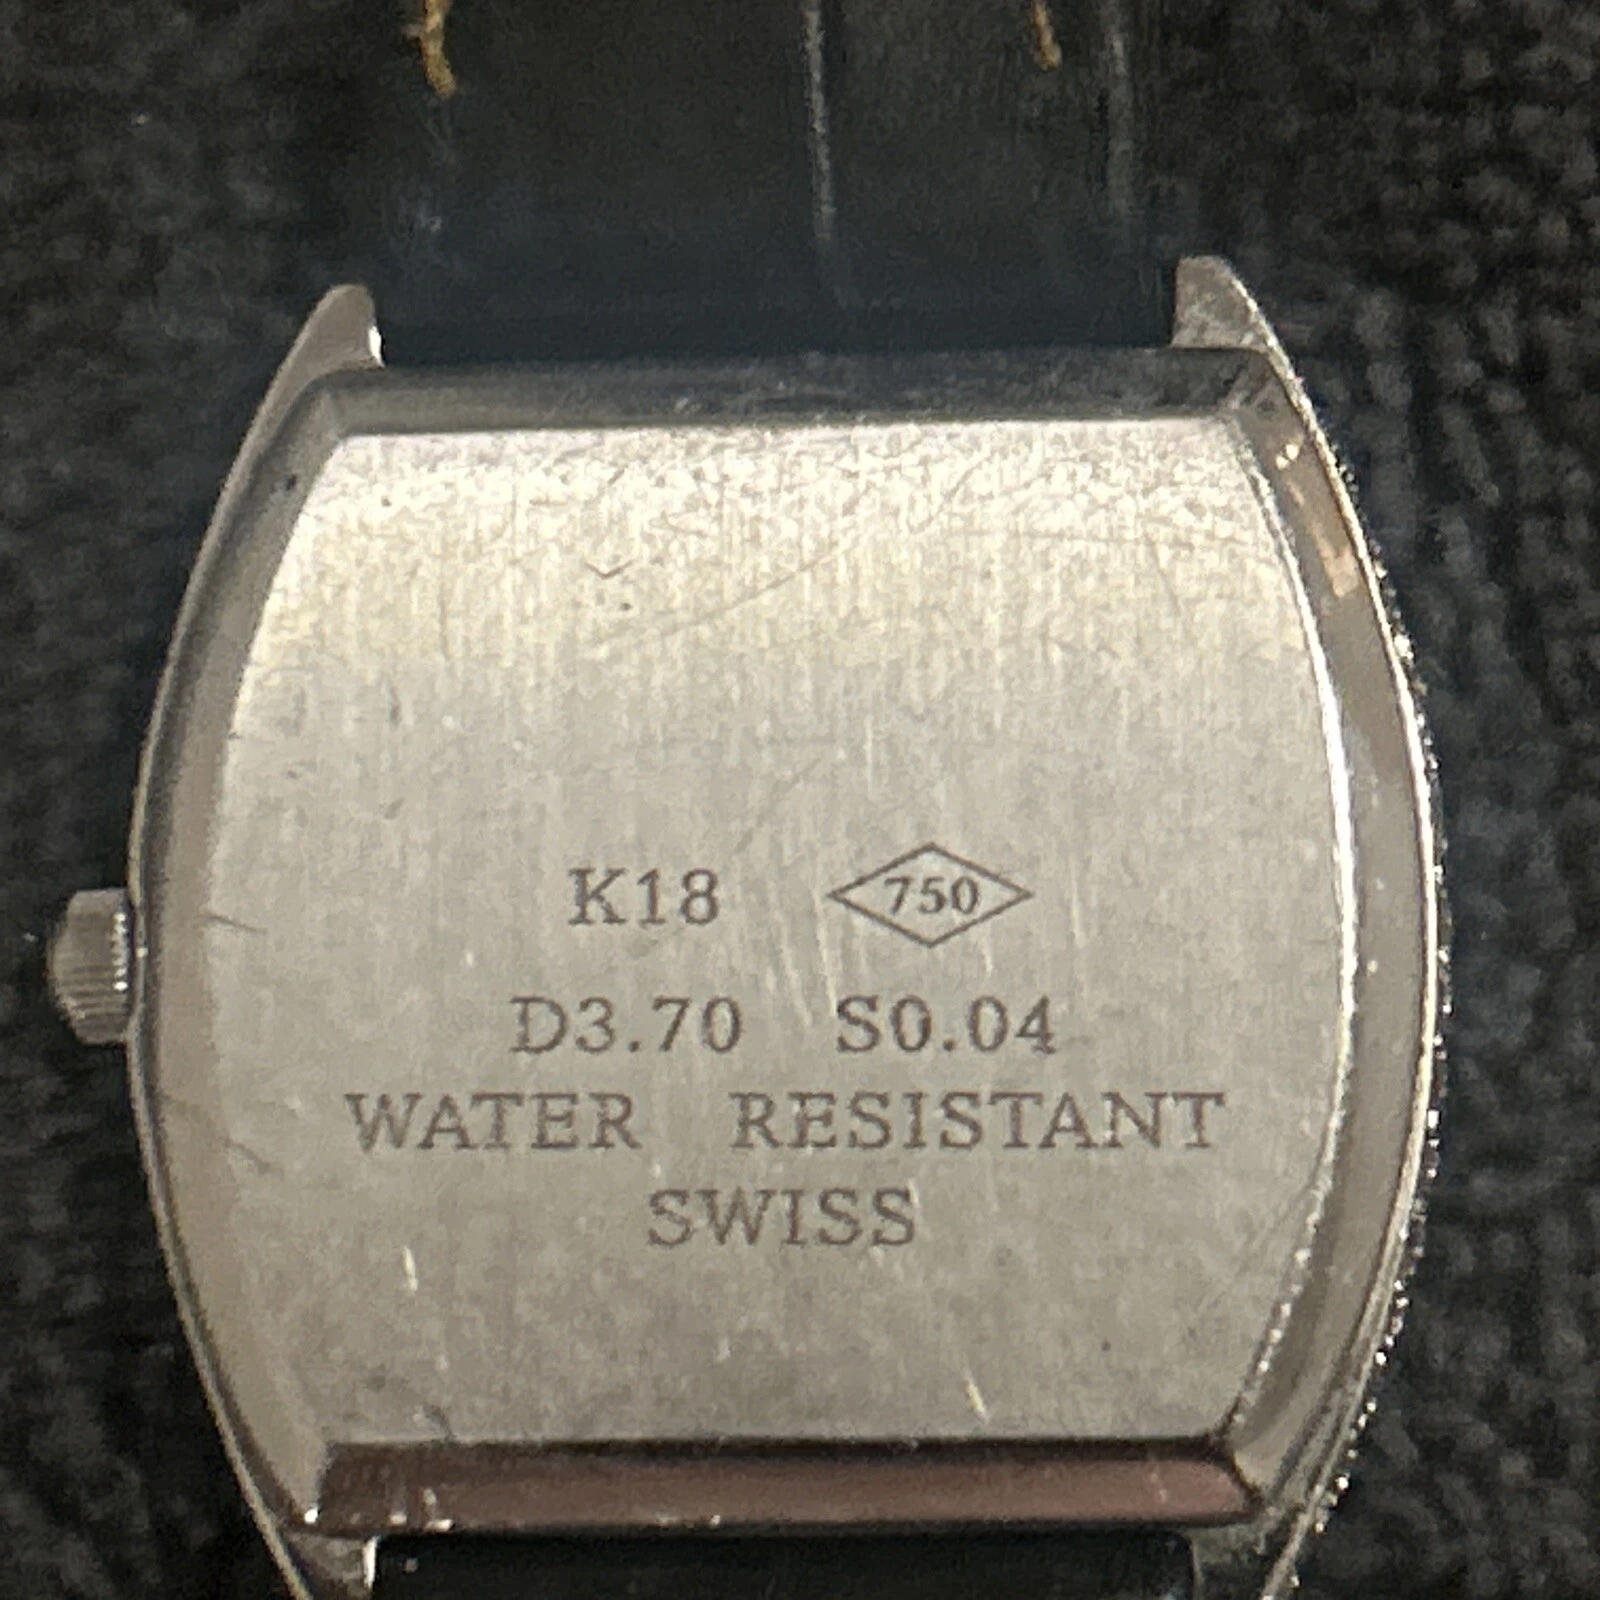 K18 750
D3.70 S0.04
WATER RESISTANT
SWISS